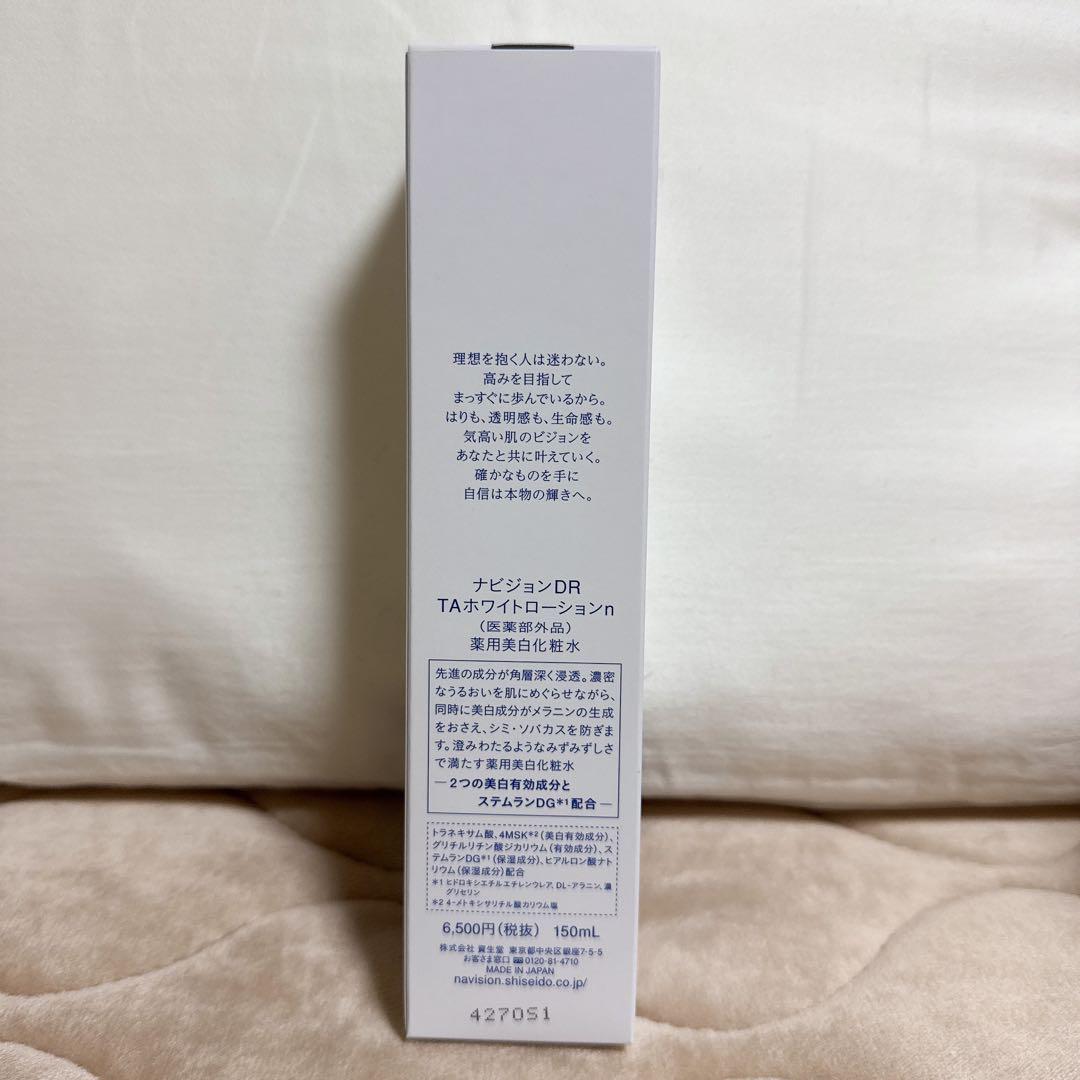 理想を抱く人は迷わない。
高みを目指して
まっすぐに歩んでいるから。
はりも、透明感も、生命感も。
気高い肌のビジョンを
あなたと共に叶えていく。
確かなものを手に
自信は本物の輝きへ。
ナビジョンDR
TAホワイトローションn
（医薬部外品）
薬用美白化粧水
先進の成分が角層深く浸透。濃密
なうるおいを肌にめぐらせながら、
同時に美白成分がメラニンの生成
をおさえ、シミ・ソバカスを防ぎま
す。澄みわたるようなみずみずしさ
で満たす薬用美白化粧水
―2つの美白有効成分と
ステムランDG*1配合―
トラネキサム酸、4MSK*2（美白有効成分）、
グリチルリチン酸ジカリウム（有効成分）、ス
テムランDG*1（保湿成分）、ヒアルロン酸ナト
リウム（保湿成分）配合
*1 ヒドロキシエチルエチレンウレア、DL-アラニン、濃
グリセリン
*2 4-メトキシサリチル酸カリウム塩
6,500円（税抜） 150mL
株式会社 資生堂 東京都中央区銀座7-5-5
お客さま窓口 0120-81-4710
MADE IN JAPAN
navision.shiseido.co.jp/
4270S1